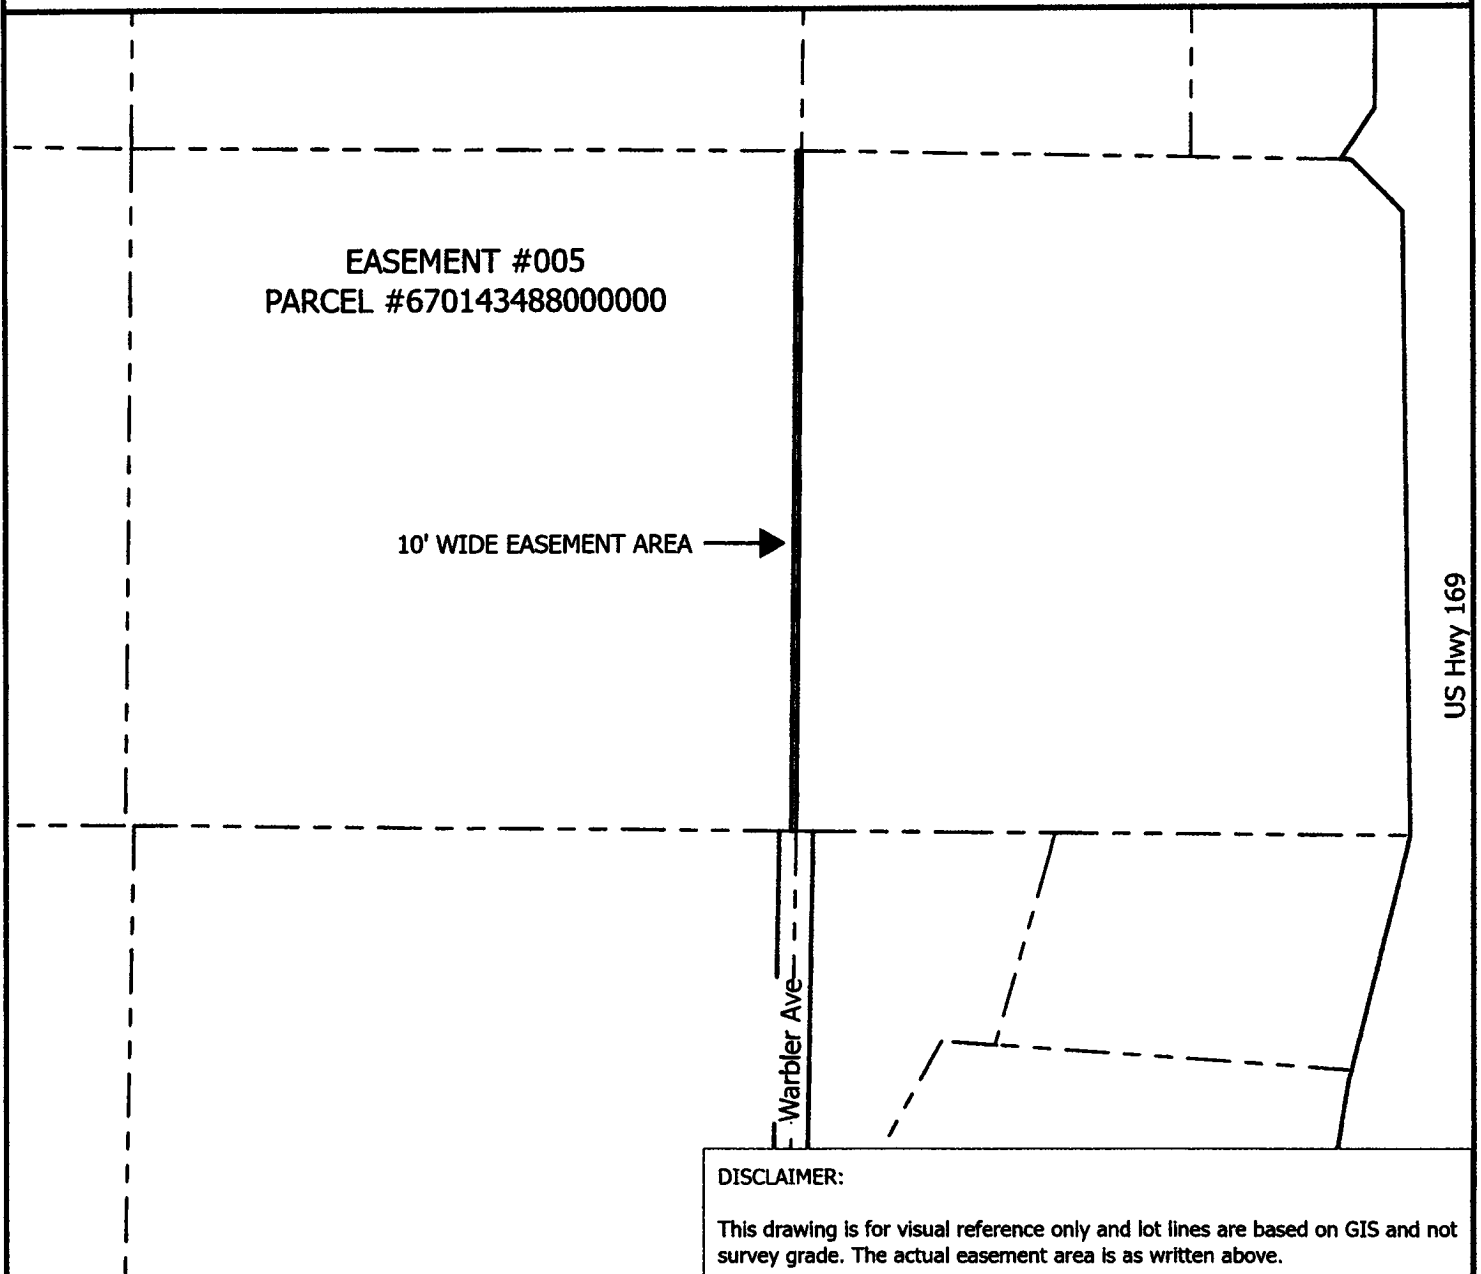 EASEMENT #005
PARCEL #670143488000000
10' WIDE EASEMENT AREA
US Hwy 169
Warbler Ave
DISCLAIMER:
This drawing is for visual reference only and lot lines are based on GIS and not
survey grade. The actual easement area is as written above.